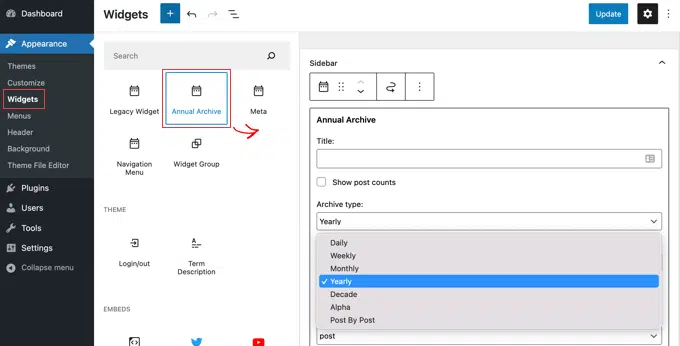 Dashboard
Appearance
Themes
Customize
Widgets
Menus
Header
Background
Theme File Editor
Plugins
Users
Tools
Settings
Collapse menu
Widgets
Update
Search
Legacy Widget
Annual Archive
Meta
Navigation
Menu
Widget Group
THEME
Login/out
Term
Description
EMBEDS
Sidebar
Annual Archive
Title:
Show post counts
Archive type:
Yearly
Daily
Weekly
Monthly
✓ Yearly
Decade
Alpha
Post By Post
post